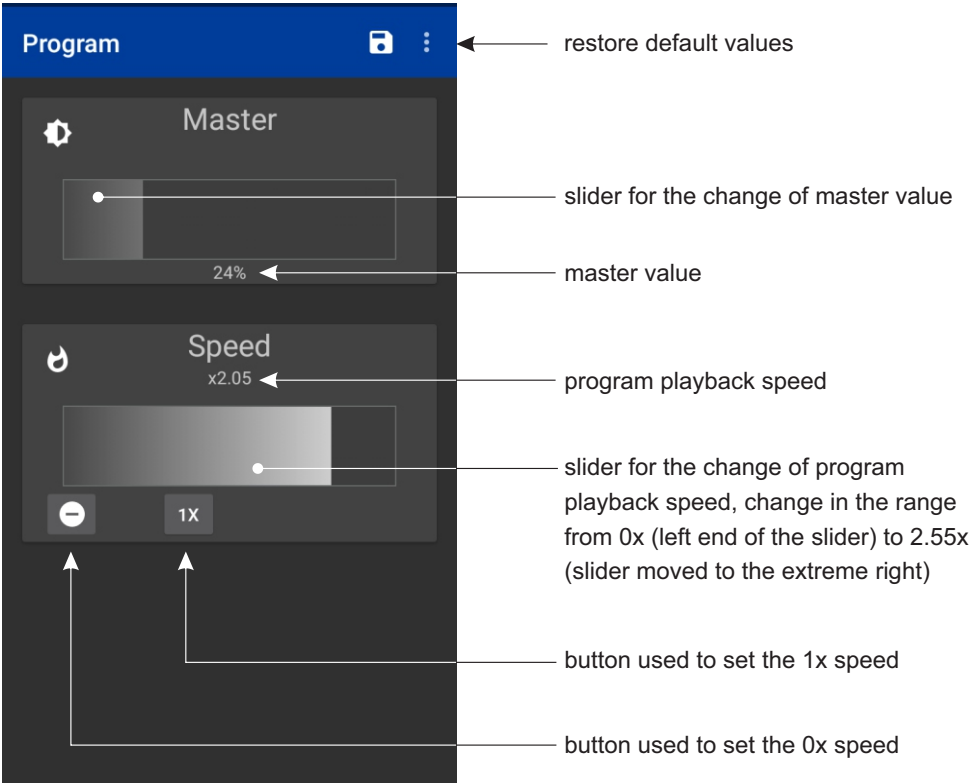 Program
restore default values
Master
slider for the change of master value
24%
master value
Speed
x2.05
program playback speed
slider for the change of program
playback speed, change in the range
from 0x (left end of the slider) to 2.55x
(slider moved to the extreme right)
1X
button used to set the 1x speed
button used to set the 0x speed